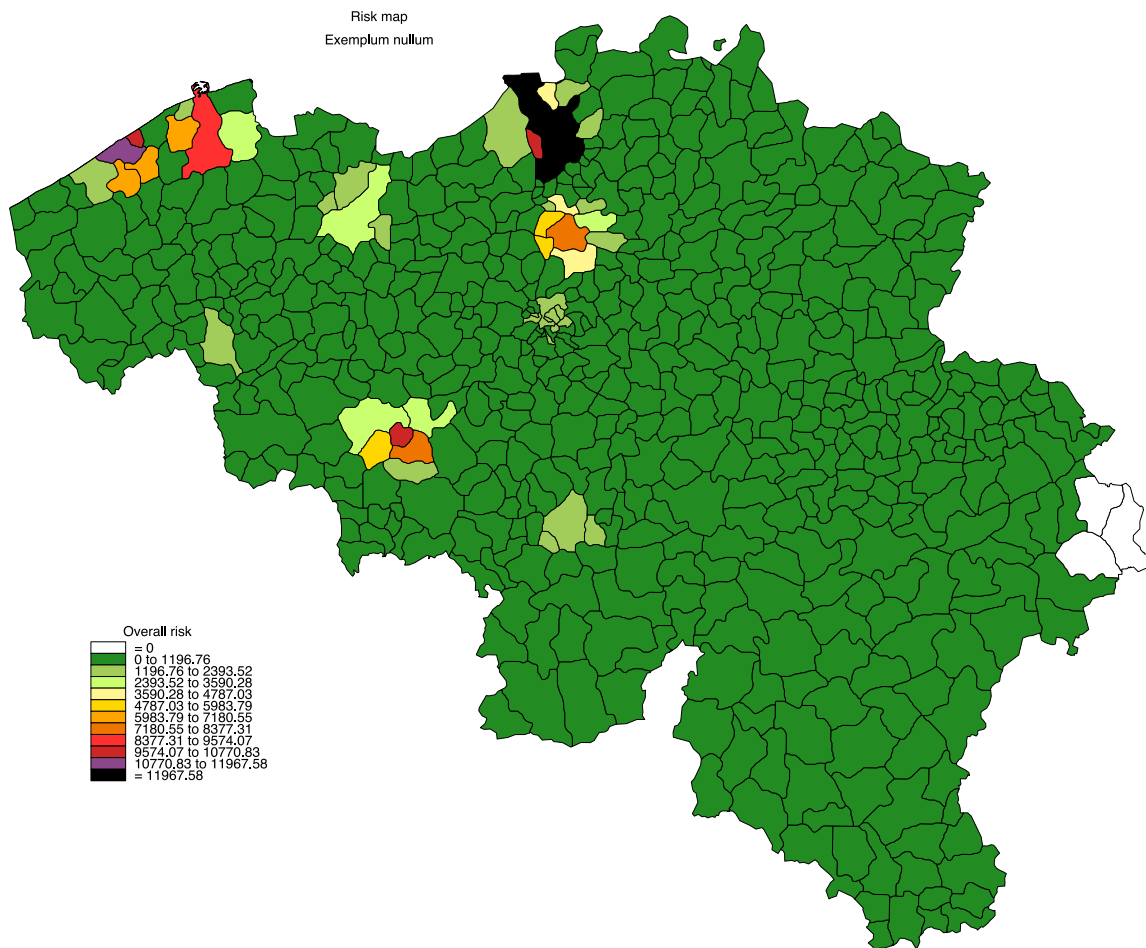 Risk map
Exemplum nullum
Overall risk
= 0
0 to 1196.76
1196.76 to 2393.52
2393.52 to 3590.28
3590.28 to 4787.03
4787.03 to 5983.79
5983.79 to 7180.55
7180.55 to 8377.31
8377.31 to 9574.07
9574.07 to 10770.83
10770.83 to 11967.58
= 11967.58